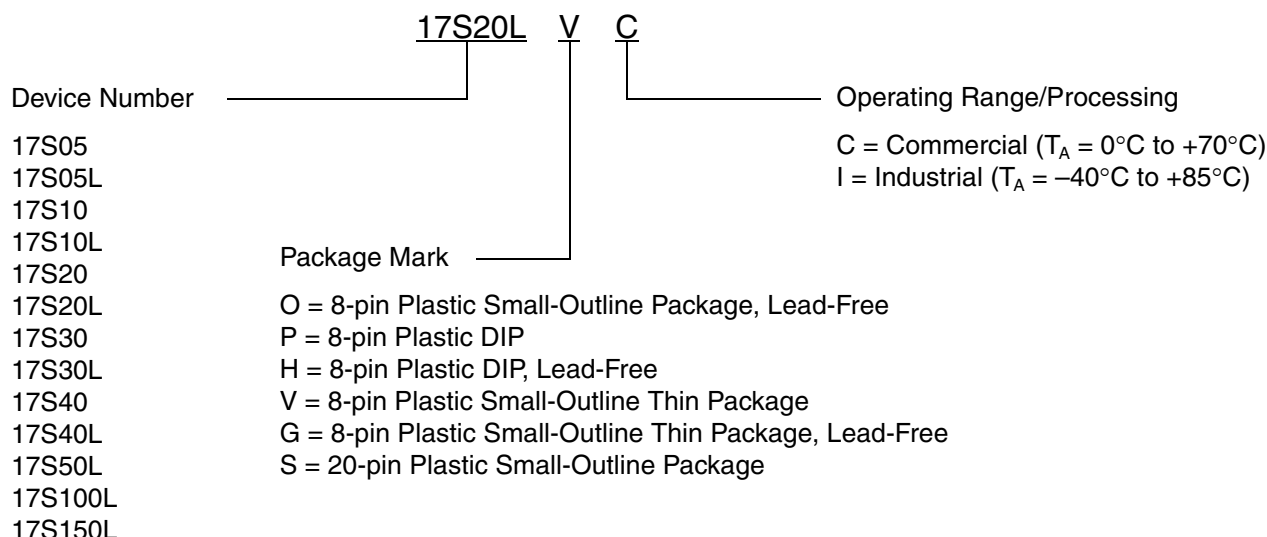 17S20L V C
Device Number
17S05
17S05L
17S10
17S10L
17S20
17S20L
17S30
17S30L
17S40
17S40L
17S50L
17S100L
17S150L
Package Mark
O = 8-pin Plastic Small-Outline Package, Lead-Free
P = 8-pin Plastic DIP
H = 8-pin Plastic DIP, Lead-Free
V = 8-pin Plastic Small-Outline Thin Package
G = 8-pin Plastic Small-Outline Thin Package, Lead-Free
S = 20-pin Plastic Small-Outline Package
Operating Range/Processing
C = Commercial (TA = 0°C to +70°C)
I = Industrial (TA = –40°C to +85°C)